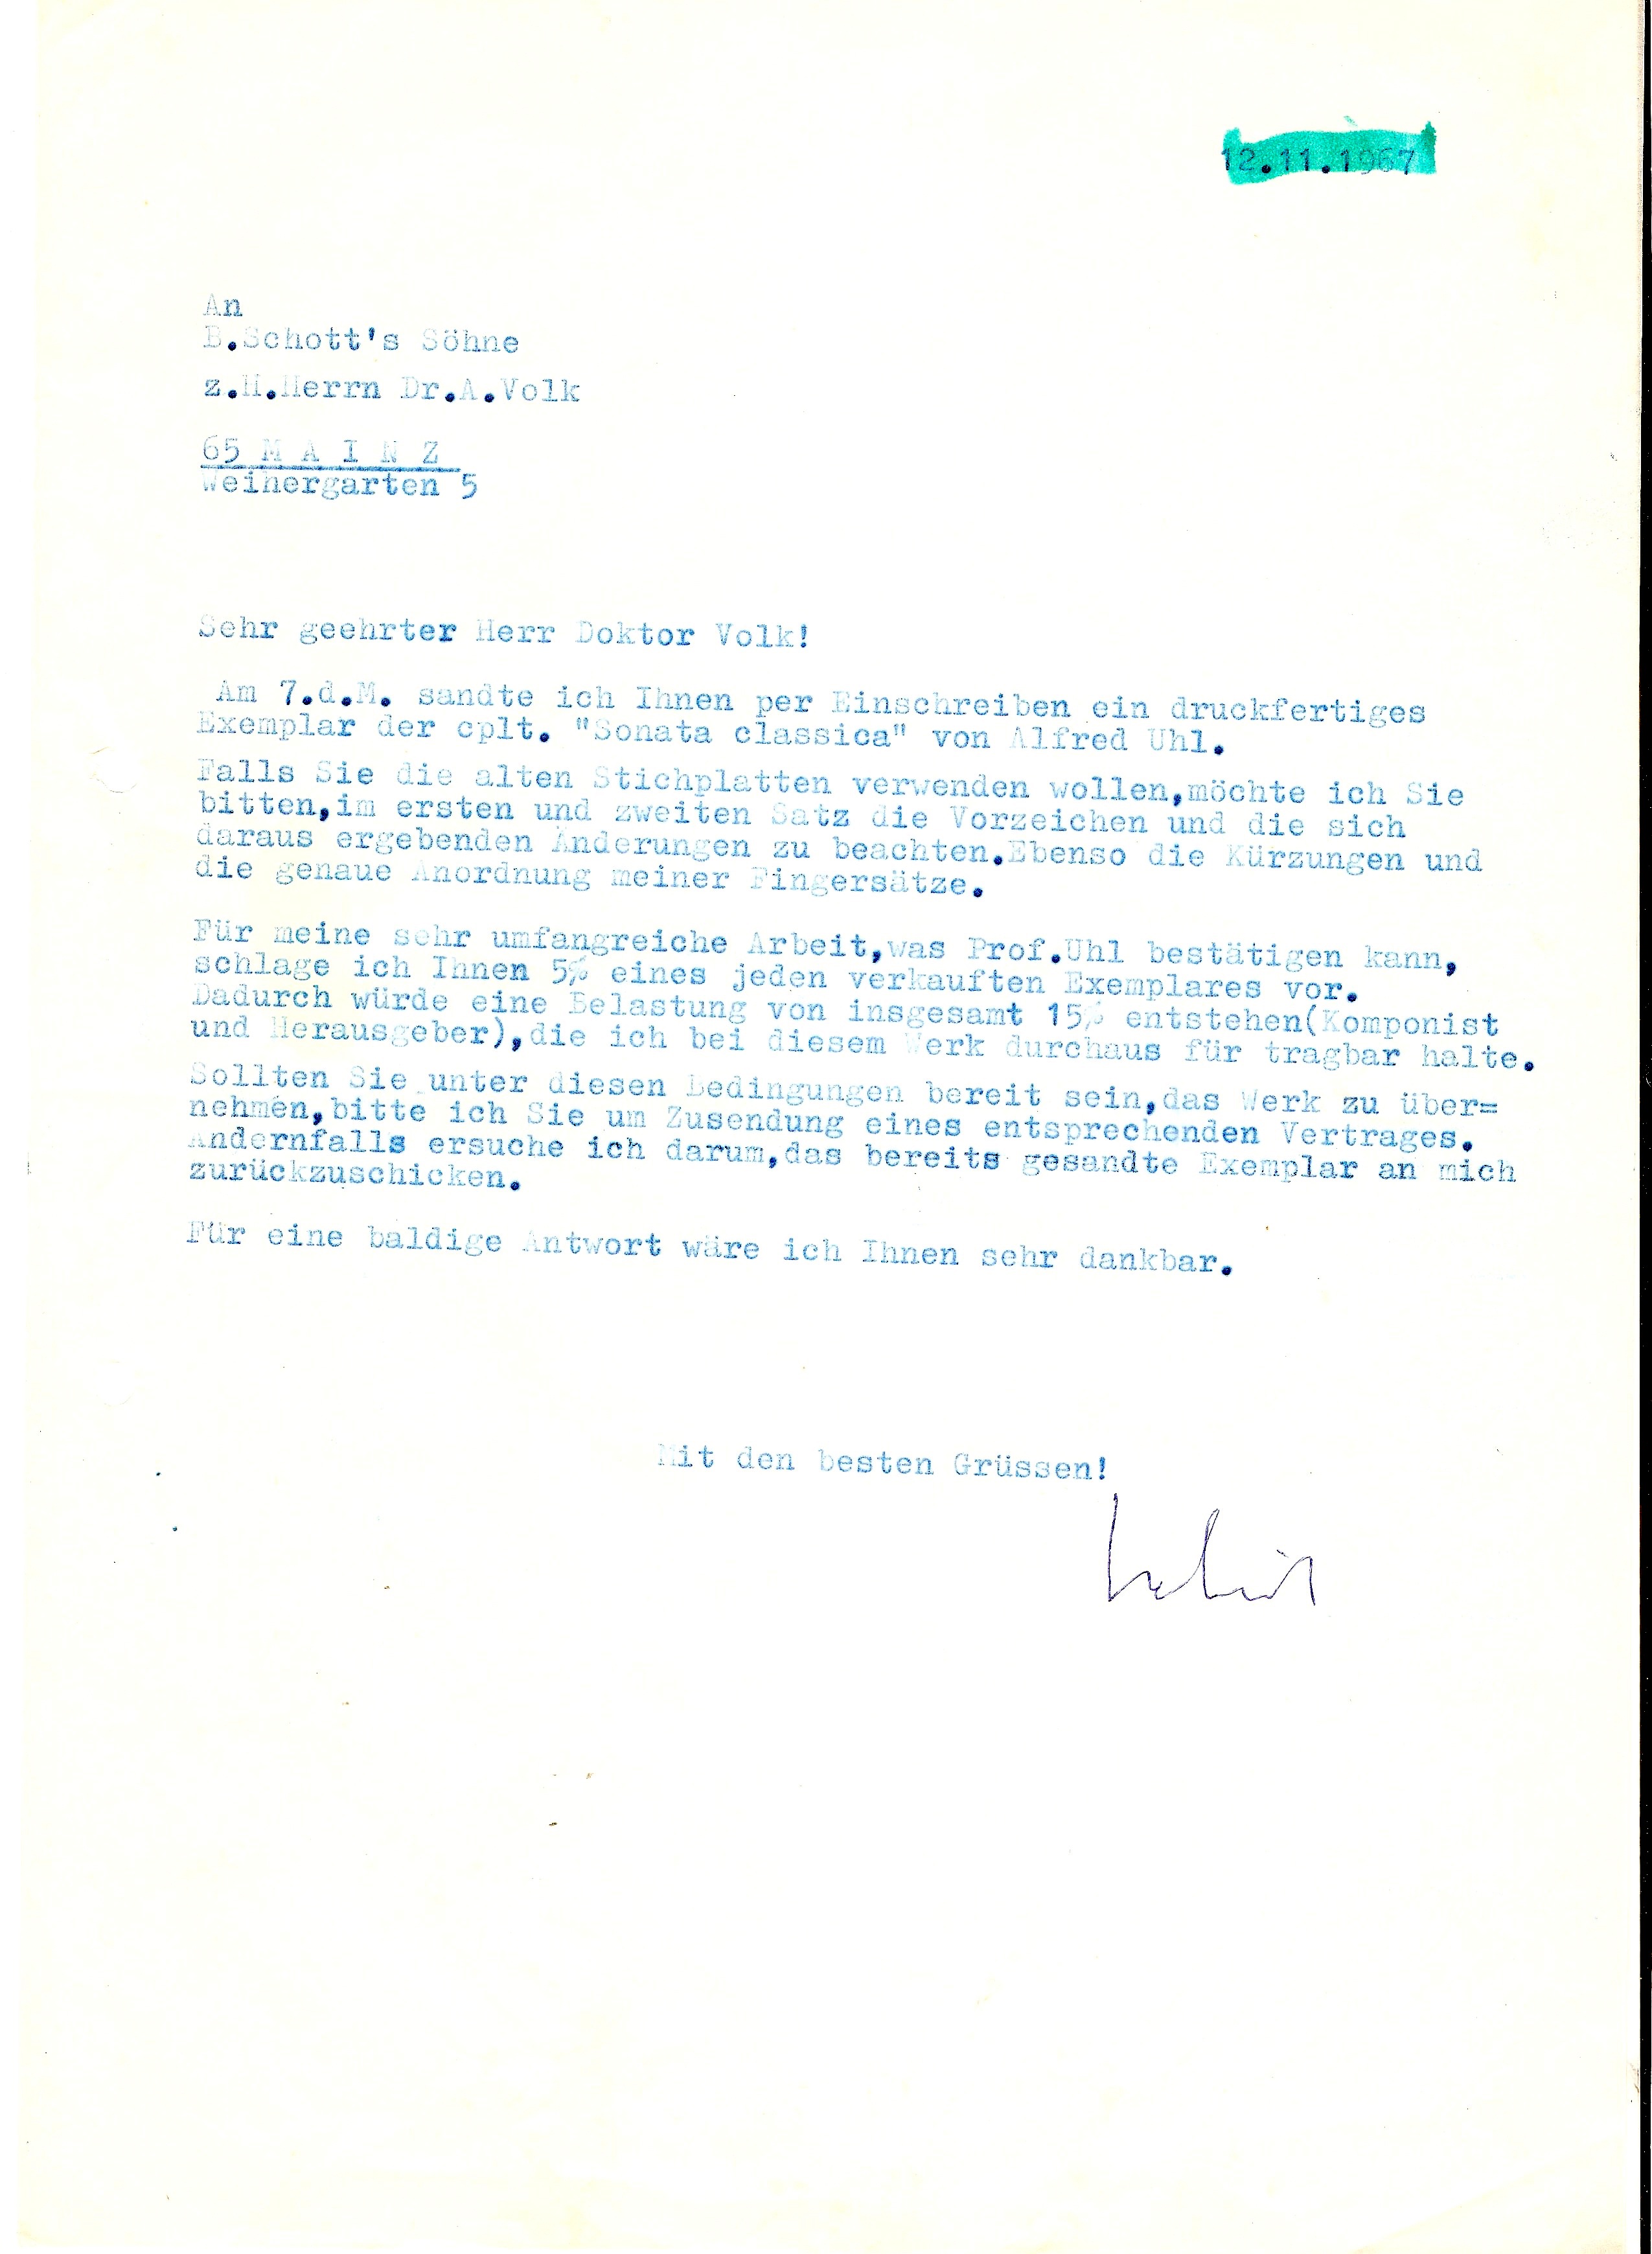 12.11.1967
An
B.Schott's Söhne
z.H.Herrn Dr.A.Volk
65 M A I N Z
Weihergarten 5
Sehr geehrter Herr Doktor Volk!
Am 7.d.M. sandte ich Ihnen per Einschreiben ein druckfertiges
Exemplar der cplt. "Sonata classica" von Alfred Uhl.
Falls Sie die alten Stichplatten verwenden wollen,möchte ich Sie
bitten,im ersten und zweiten Satz die Vorzeichen und die sich
daraus ergebenden Änderungen zu beachten.Ebenso die Kürzungen und
die genaue Anordnung meiner Fingersätze.
Für meine sehr umfangreiche Arbeit,was Prof.Uhl bestätigen kann,
schlage ich Ihnen 5% eines jeden verkauften Exemplares vor.
Dadurch würde eine Belastung von insgesamt 15% entstehen(Komponist
und Herausgeber),die ich bei diesem Werk durchaus für tragbar halte.
Sollten Sie unter diesen Bedingungen bereit sein,das Werk zu über=
nehmen,bitte ich Sie um Zusendung eines entsprechenden Vertrages.
Andernfalls ersuche ich darum,das bereits gesandte Exemplar an mich
zurückzuschicken.
Für eine baldige Antwort wäre ich Ihnen sehr dankbar.
Mit den besten Grüssen!